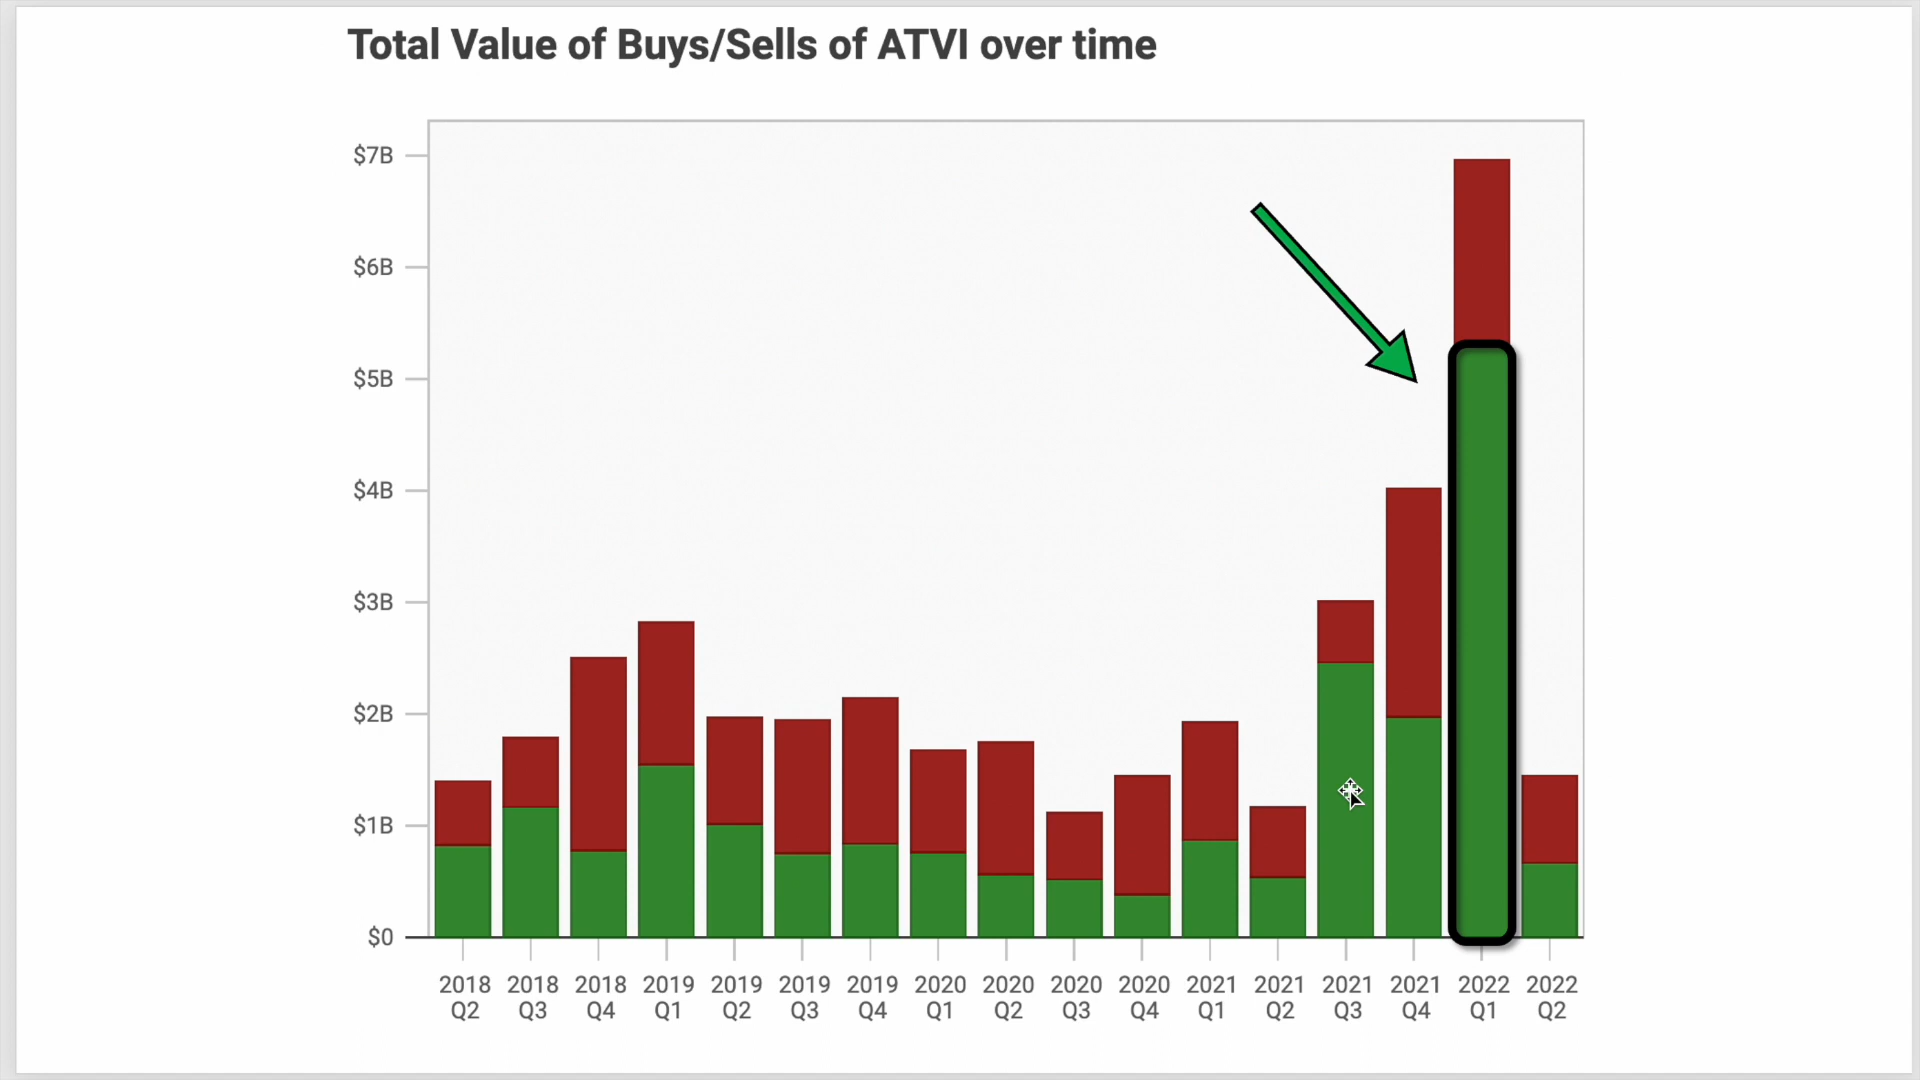 Total Value of Buys/Sells of ATVI over time
$7B
$6B
$5B
$4B
$3B
$2B
$1B
$0
2018 2018 2018 2019 2019 2019 2019 2020 2020 2020 2020 2021 2021 2021 2021 2022 2022
Q2 Q3 Q4 Q1 Q2 Q3 Q4 Q1 Q2 Q3 Q4 Q1 Q2 Q3 Q4 Q1 Q2